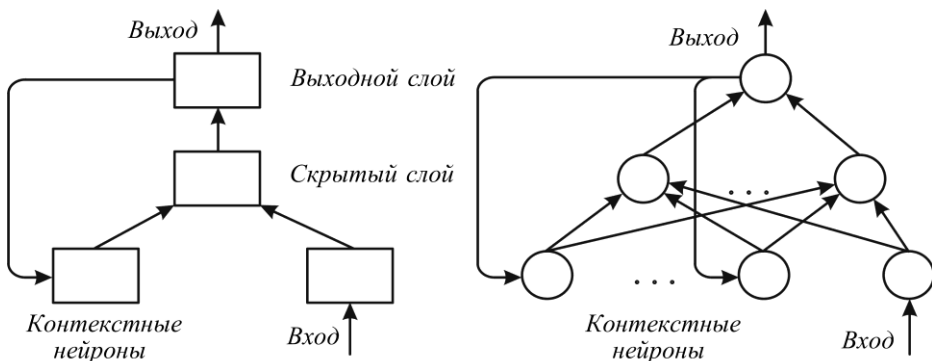 Выход
Выходной слой
Скрытый слой
Контекстные
нейроны
Вход
Выход
. . .
. . .
Контекстные
нейроны
Вход